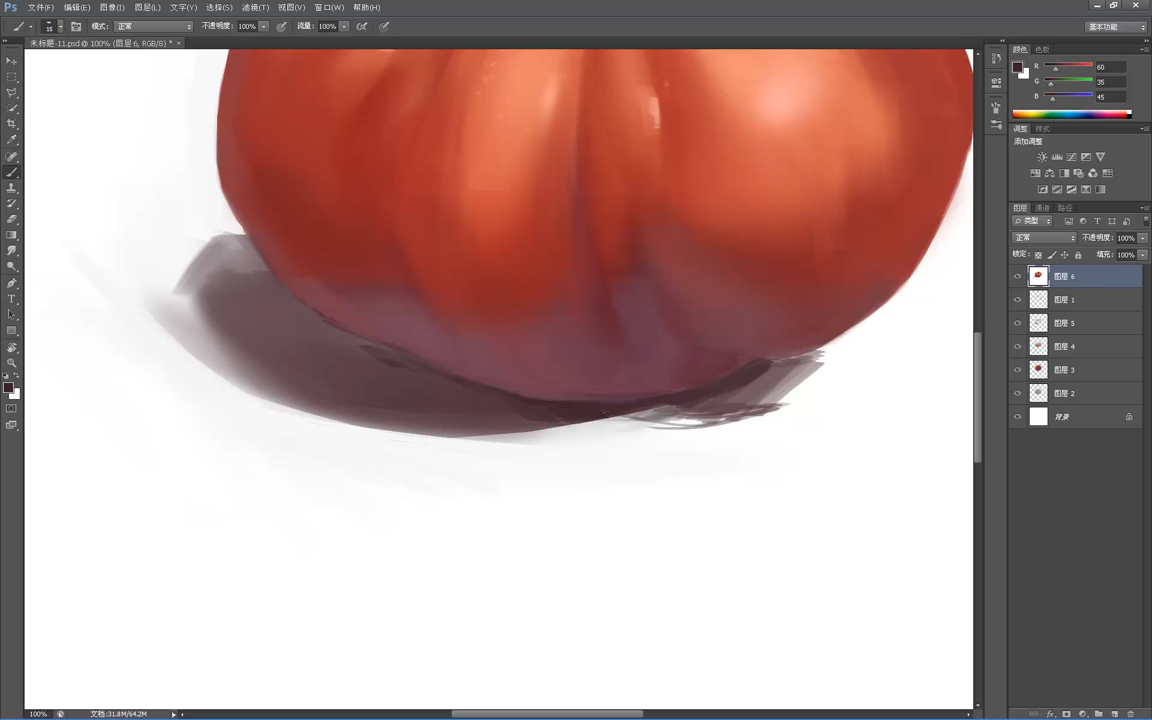 Ps 文件(F) 编辑(E) 图像(I) 图层(L) 文字(Y) 选择(S) 滤镜(T) 视图(V) 窗口(W) 帮助(H)
15 模式: 正常 不透明度: 100% 流量: 100% 基本功能
未标题-11.psd @ 100% (图层 6, RGB/8) * ×
颜色 色板
R 60
G 35
B 45
调整 样式
添加调整
图层 通道 路径
类型
正常 不透明度: 100%
锁定: 填充: 100%
图层 6
图层 1
图层 5
图层 4
图层 3
图层 2
背景
100% 文档:31.8M/64.2M